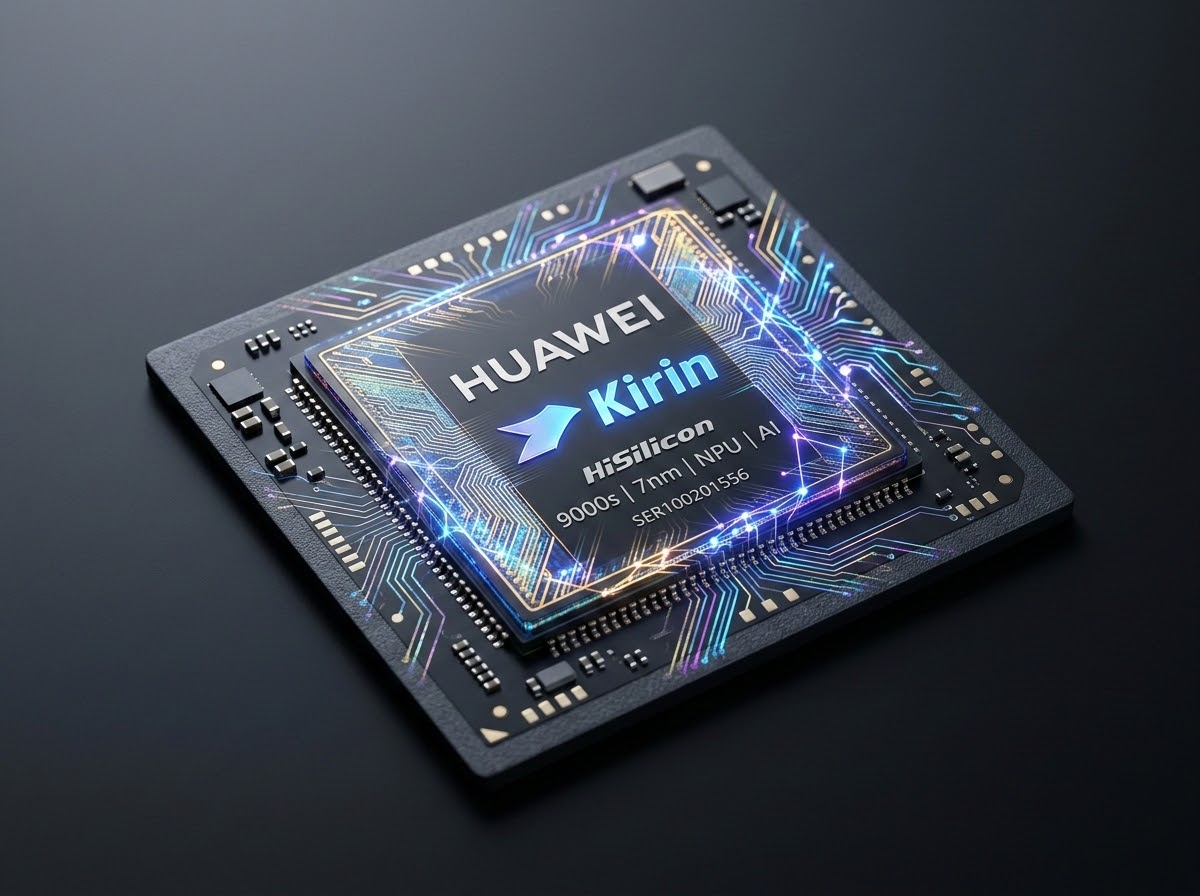 HUAWEI
Kirin
HiSilicon
9000s | 7nm | NPU | AI
SER100201556